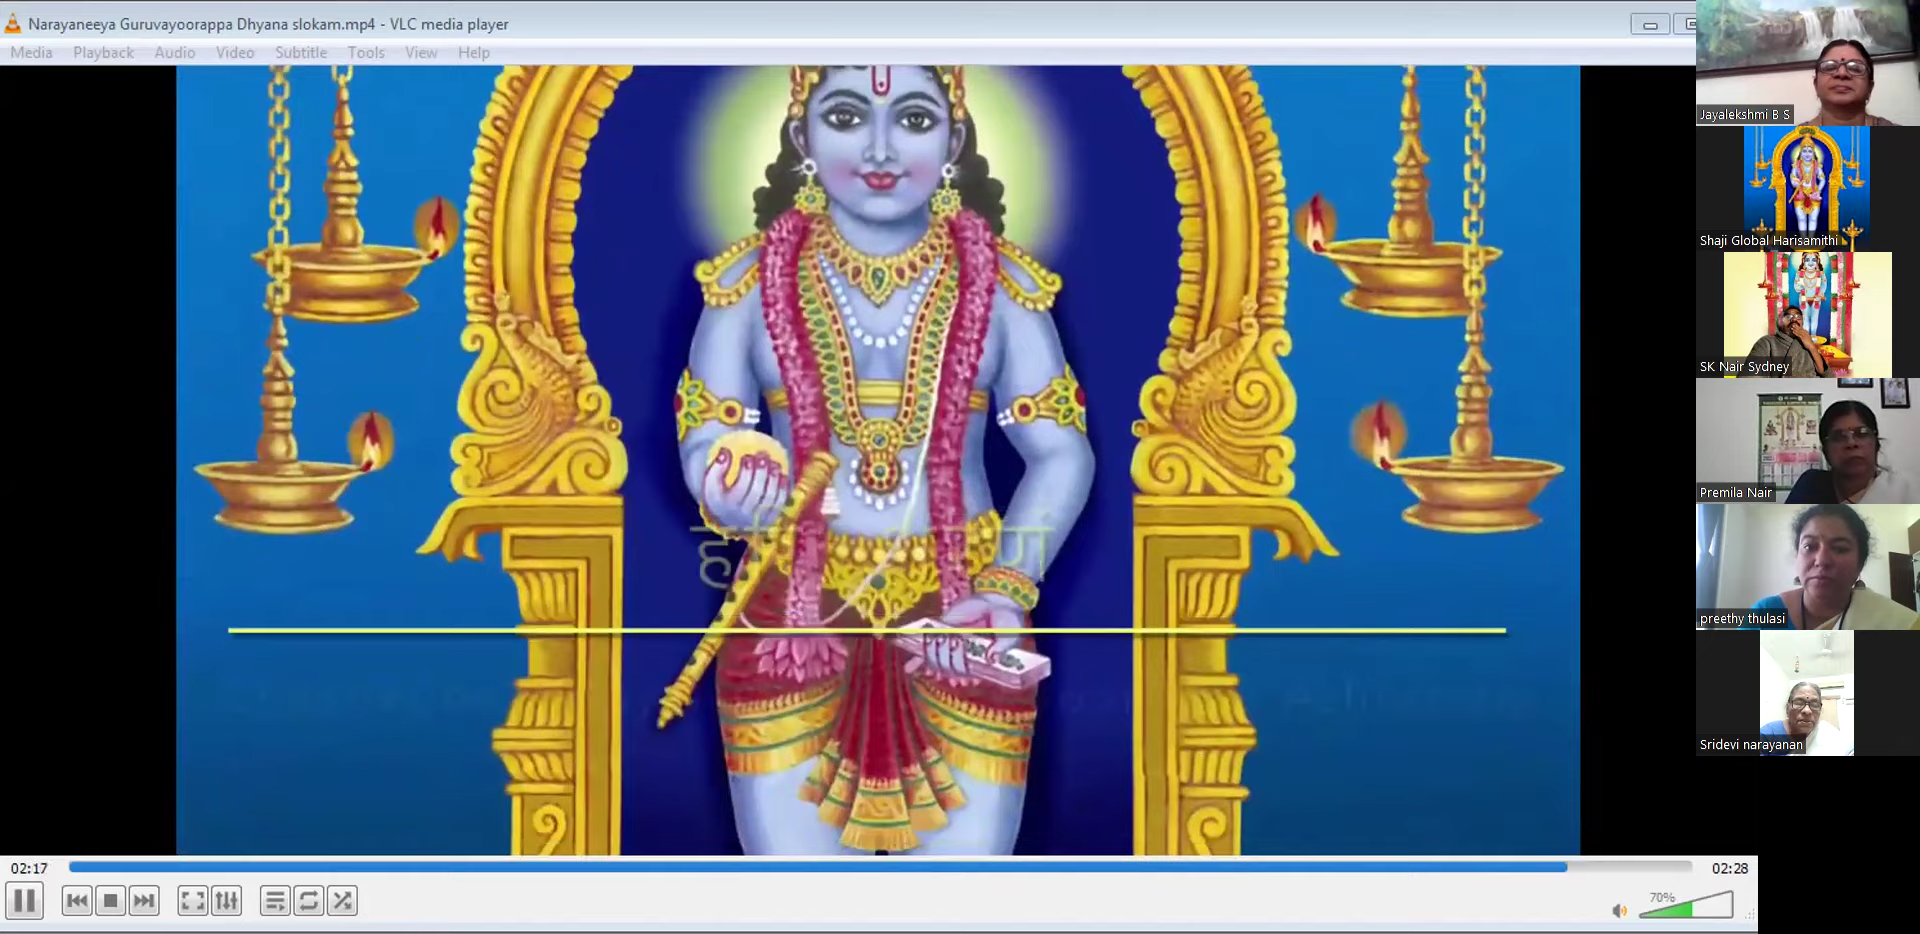 Narayaneeya Guruvayoorappa Dhyana slokam.mp4 - VLC media player
Media Playback Audio Video Subtitle Tools View Help
Jayalekshmi B S
Shaji Global Harisamithi
SK Nair Sydney
Premila Nair
preethy thulasi
Sridevi narayanan
02:17
02:28
70%